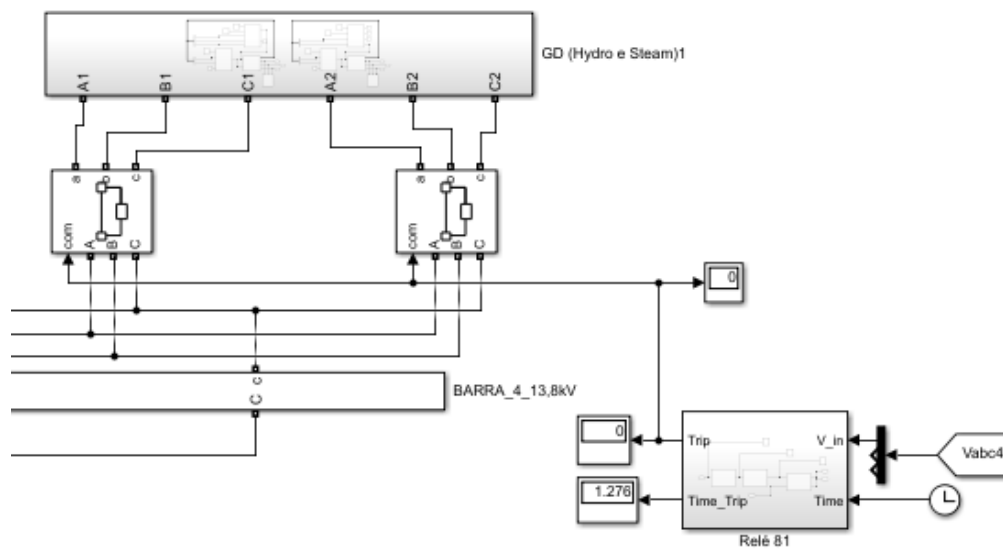 GD (Hydro e Steam)1
A1 B1 C1 A2 B2 C2
a b c a b c
com A B C com A B C
0
c
C
BARRA_4_13,8kV
0
Trip V_in
Vabc4
1.276
Time_Trip Time
Relé 81